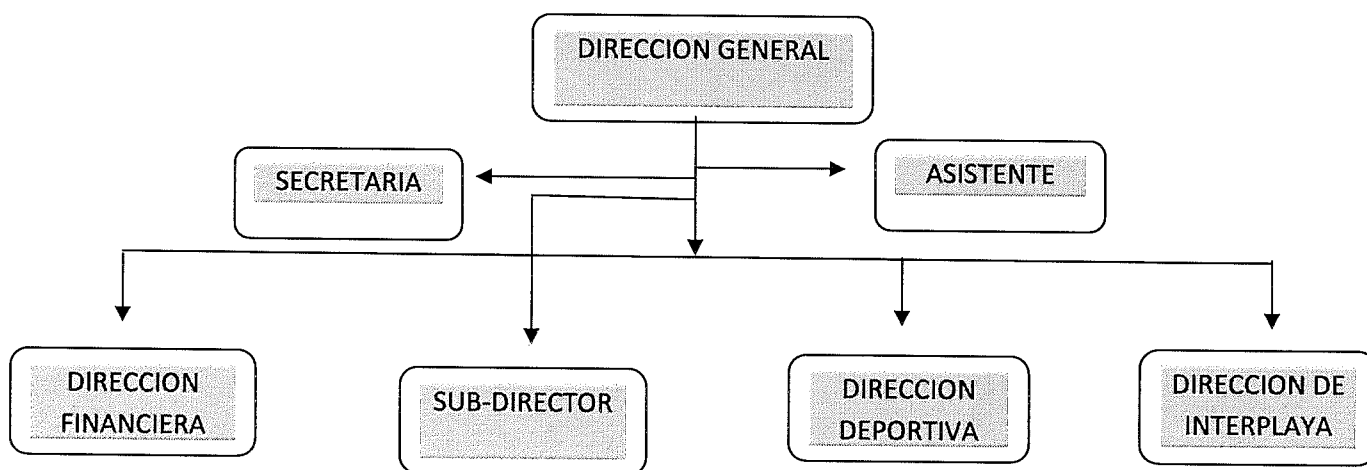 DIRECCION GENERAL
SECRETARIA
ASISTENTE
DIRECCION
FINANCIERA
SUB-DIRECTOR
DIRECCION
DEPORTIVA
DIRECCION DE
INTERPLAYA